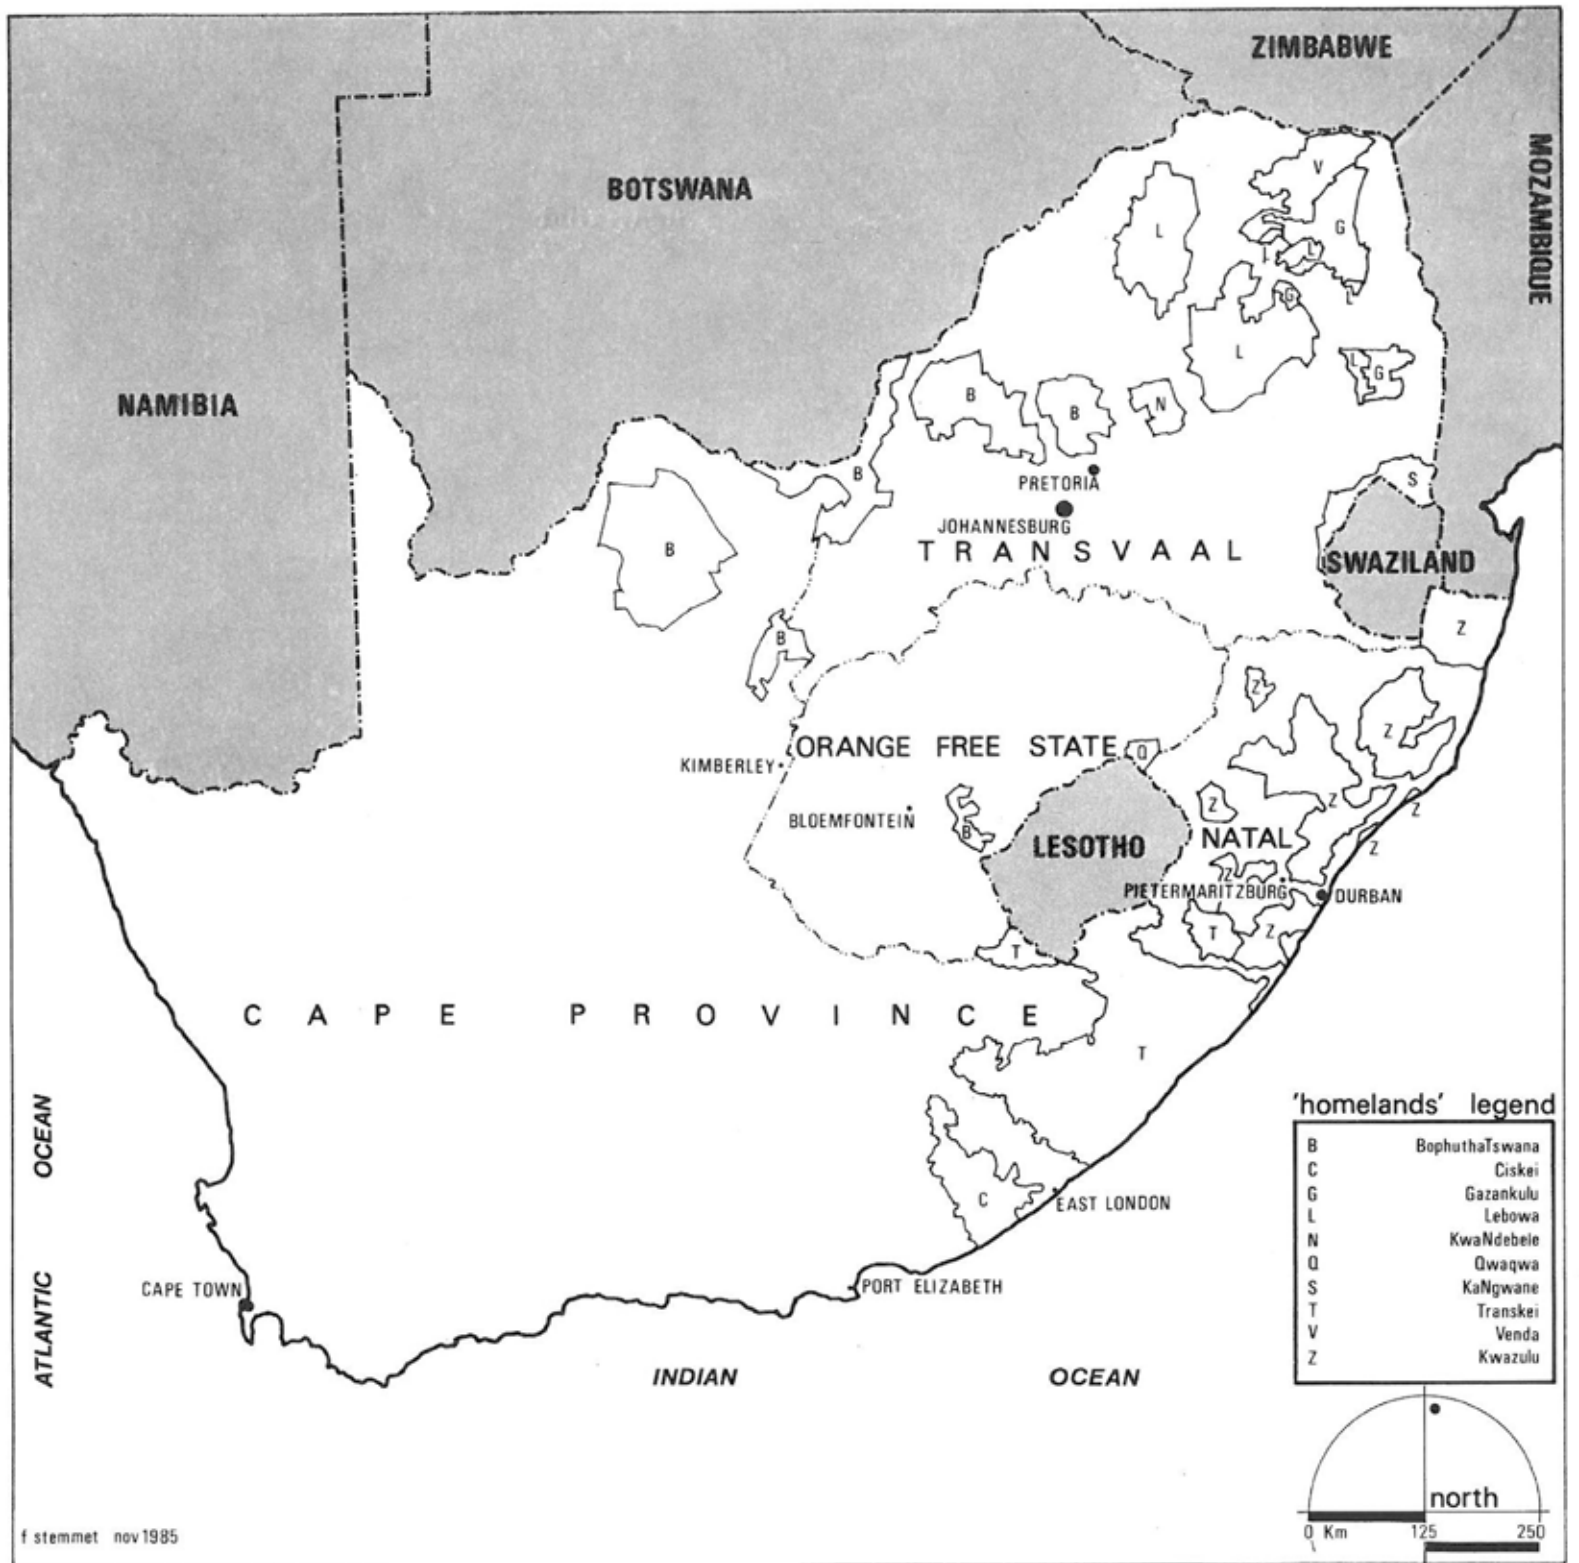 ZIMBABWE
MOZAMBIQUE
BOTSWANA
NAMIBIA
V
L
G
L
L
G
L
L
L
G
B
B
N
B
S
PRETORIA
JOHANNESBURG
TRANSVAAL
B
SWAZILAND
Z
B
Z
Z
ORANGE FREE STATE
Q
KIMBERLEY
Z
Z
Z
BLOEMFONTEIN
B
LESOTHO
NATAL
Z
Z
PIETERMARITZBURG
DURBAN
T
Z
T
CAPE PROVINCE
T
C
EAST LONDON
CAPE TOWN
PORT ELIZABETH
ATLANTIC OCEAN
INDIAN OCEAN
'homelands' legend
B BophuthaTswana
C Ciskei
G Gazankulu
L Lebowa
N KwaNdebele
Q Qwaqwa
S KaNgwane
T Transkei
V Venda
Z Kwazulu
north
0 Km 125 250
f stemmet nov 1985